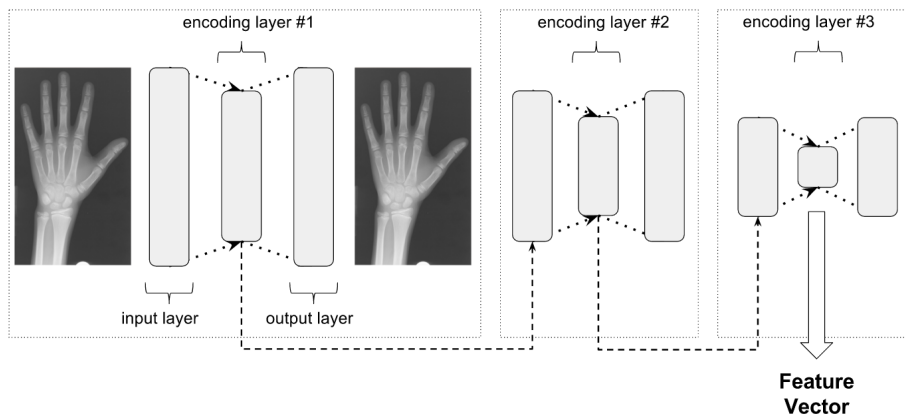 encoding layer #1
encoding layer #2
encoding layer #3
input layer
output layer
Feature
Vector